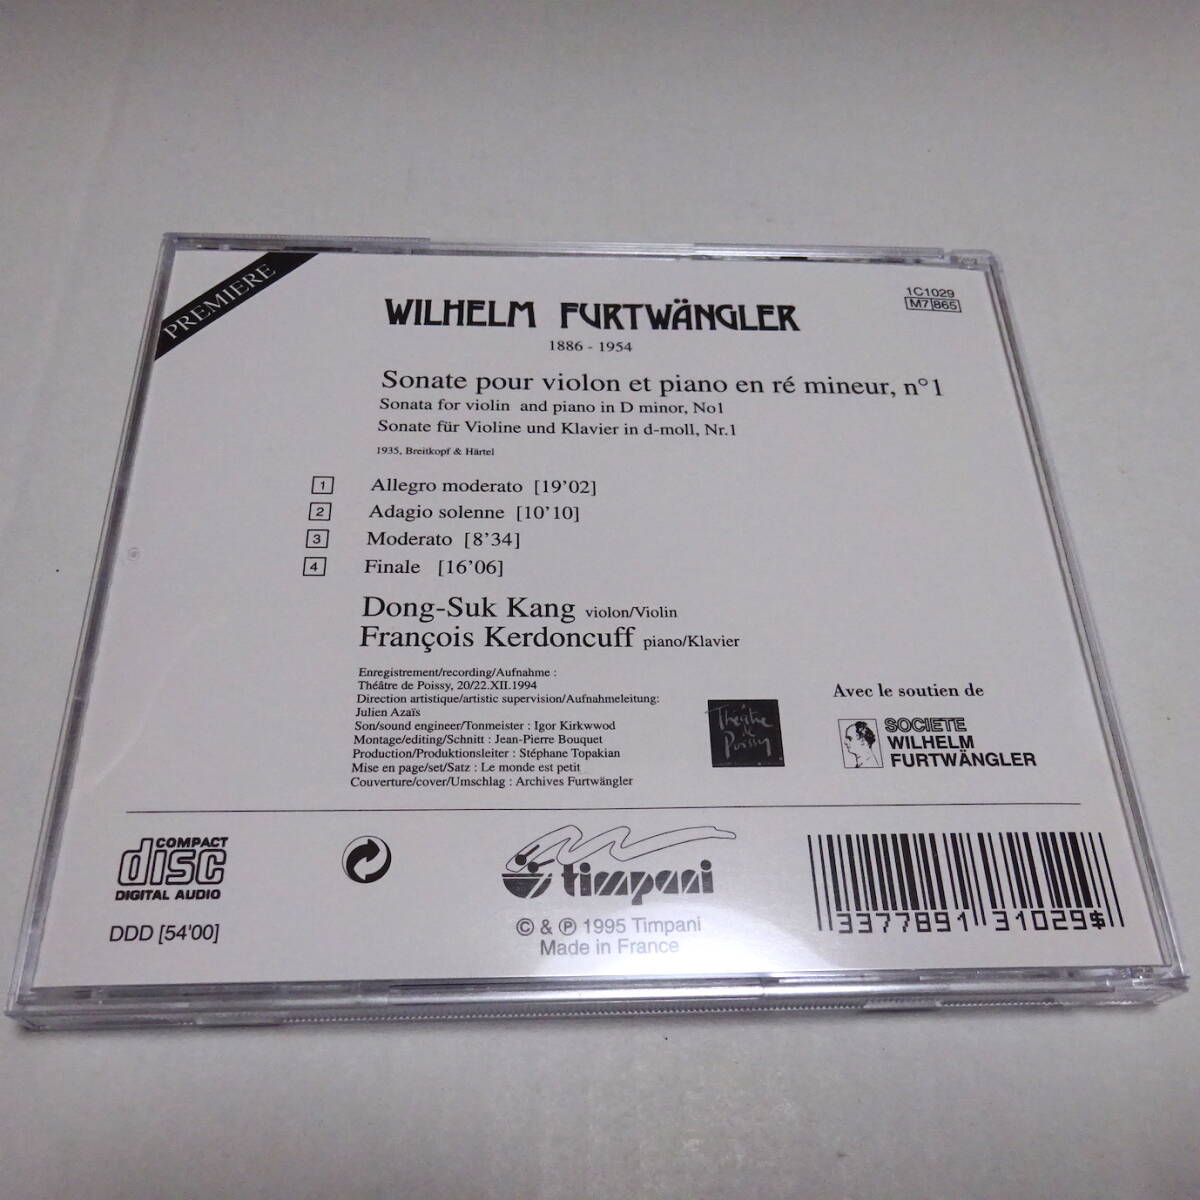 PREMIERE
1C1029
M7 865
WILHELM FURTWÄNGLER
1886 - 1954
Sonate pour violon et piano en ré mineur, n°1
Sonata for violin and piano in D minor, No1
Sonate für Violine und Klavier in d-moll, Nr.1
1935, Breitkopf & Härtel
1 Allegro moderato [19'02]
2 Adagio solenne [10'10]
3 Moderato [8'34]
4 Finale [16'06]
Dong-Suk Kang violon/Violin
François Kerdoncuff piano/Klavier
Enregistrement/recording/Aufnahme :
Théâtre de Poissy, 20/22.XII.1994
Direction artistique/artistic supervision/Aufnahmeleitung:
Julien Azaïs
Son/sound engineer/Tonmeister : Igor Kirkwwod
Montage/editing/Schnitt : Jean-Pierre Bouquet
Production/Produktionsleiter : Stéphane Topakian
Mise en page/set/Satz : Le monde est petit
Couverture/cover/Umschlag : Archives Furtwängler
Théâtre
de
Poissy
Avec le soutien de
SOCIETE
WILHELM
FURTWÄNGLER
COMPACT
disc
DIGITAL AUDIO
DDD [54'00]
timpani
© & ℗ 1995 Timpani
Made in France
3377891 31029$